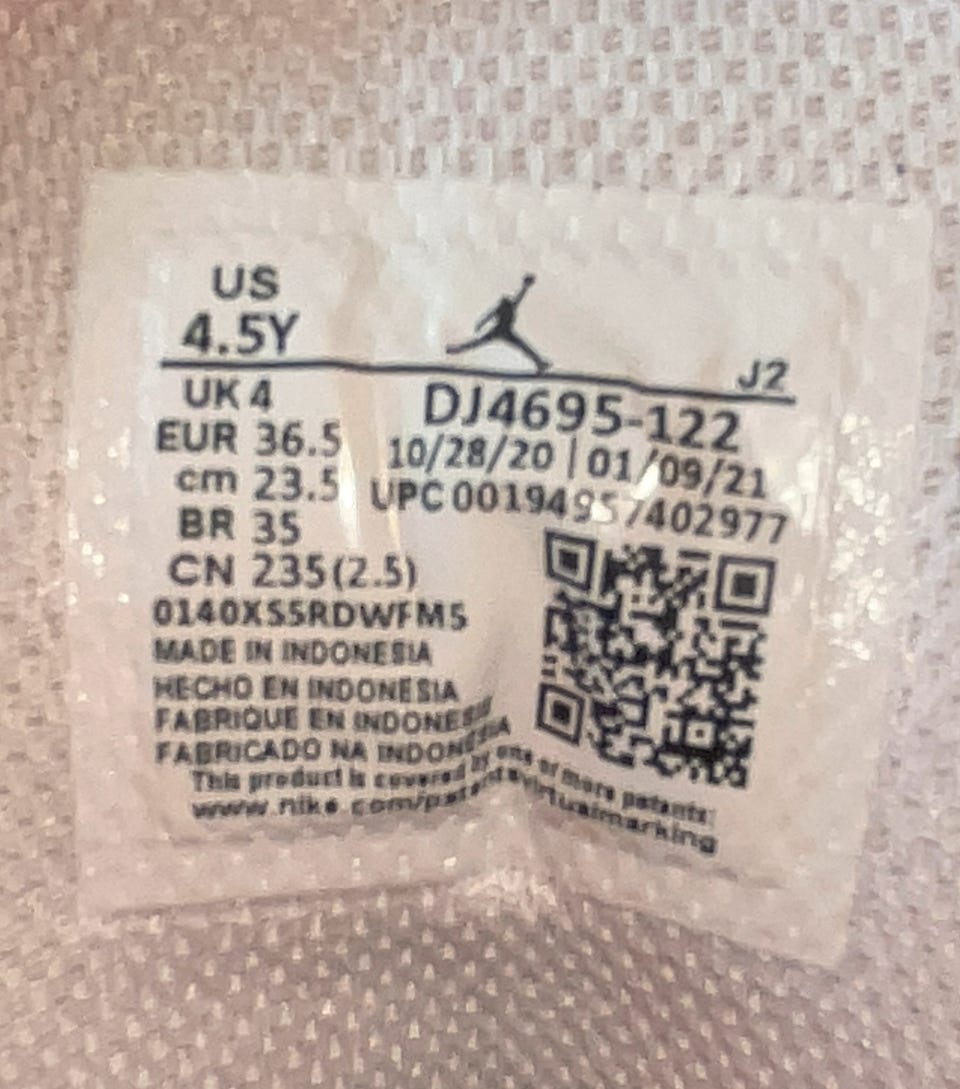 US
4.5Y
J2
UK 4
DJ4695-122
EUR 36.5
10/28/20 | 01/09/21
cm 23.5
UPC 00194957402977
BR 35
CN 235(2.5)
0140XS5RDWFM5
MADE IN INDONESIA
HECHO EN INDONESIA
FABRIQUE EN INDONESIA
FABRICADO NA INDONESIA
This product is covered by one or more patents:
www.nike.com/patentsvirtualmarking